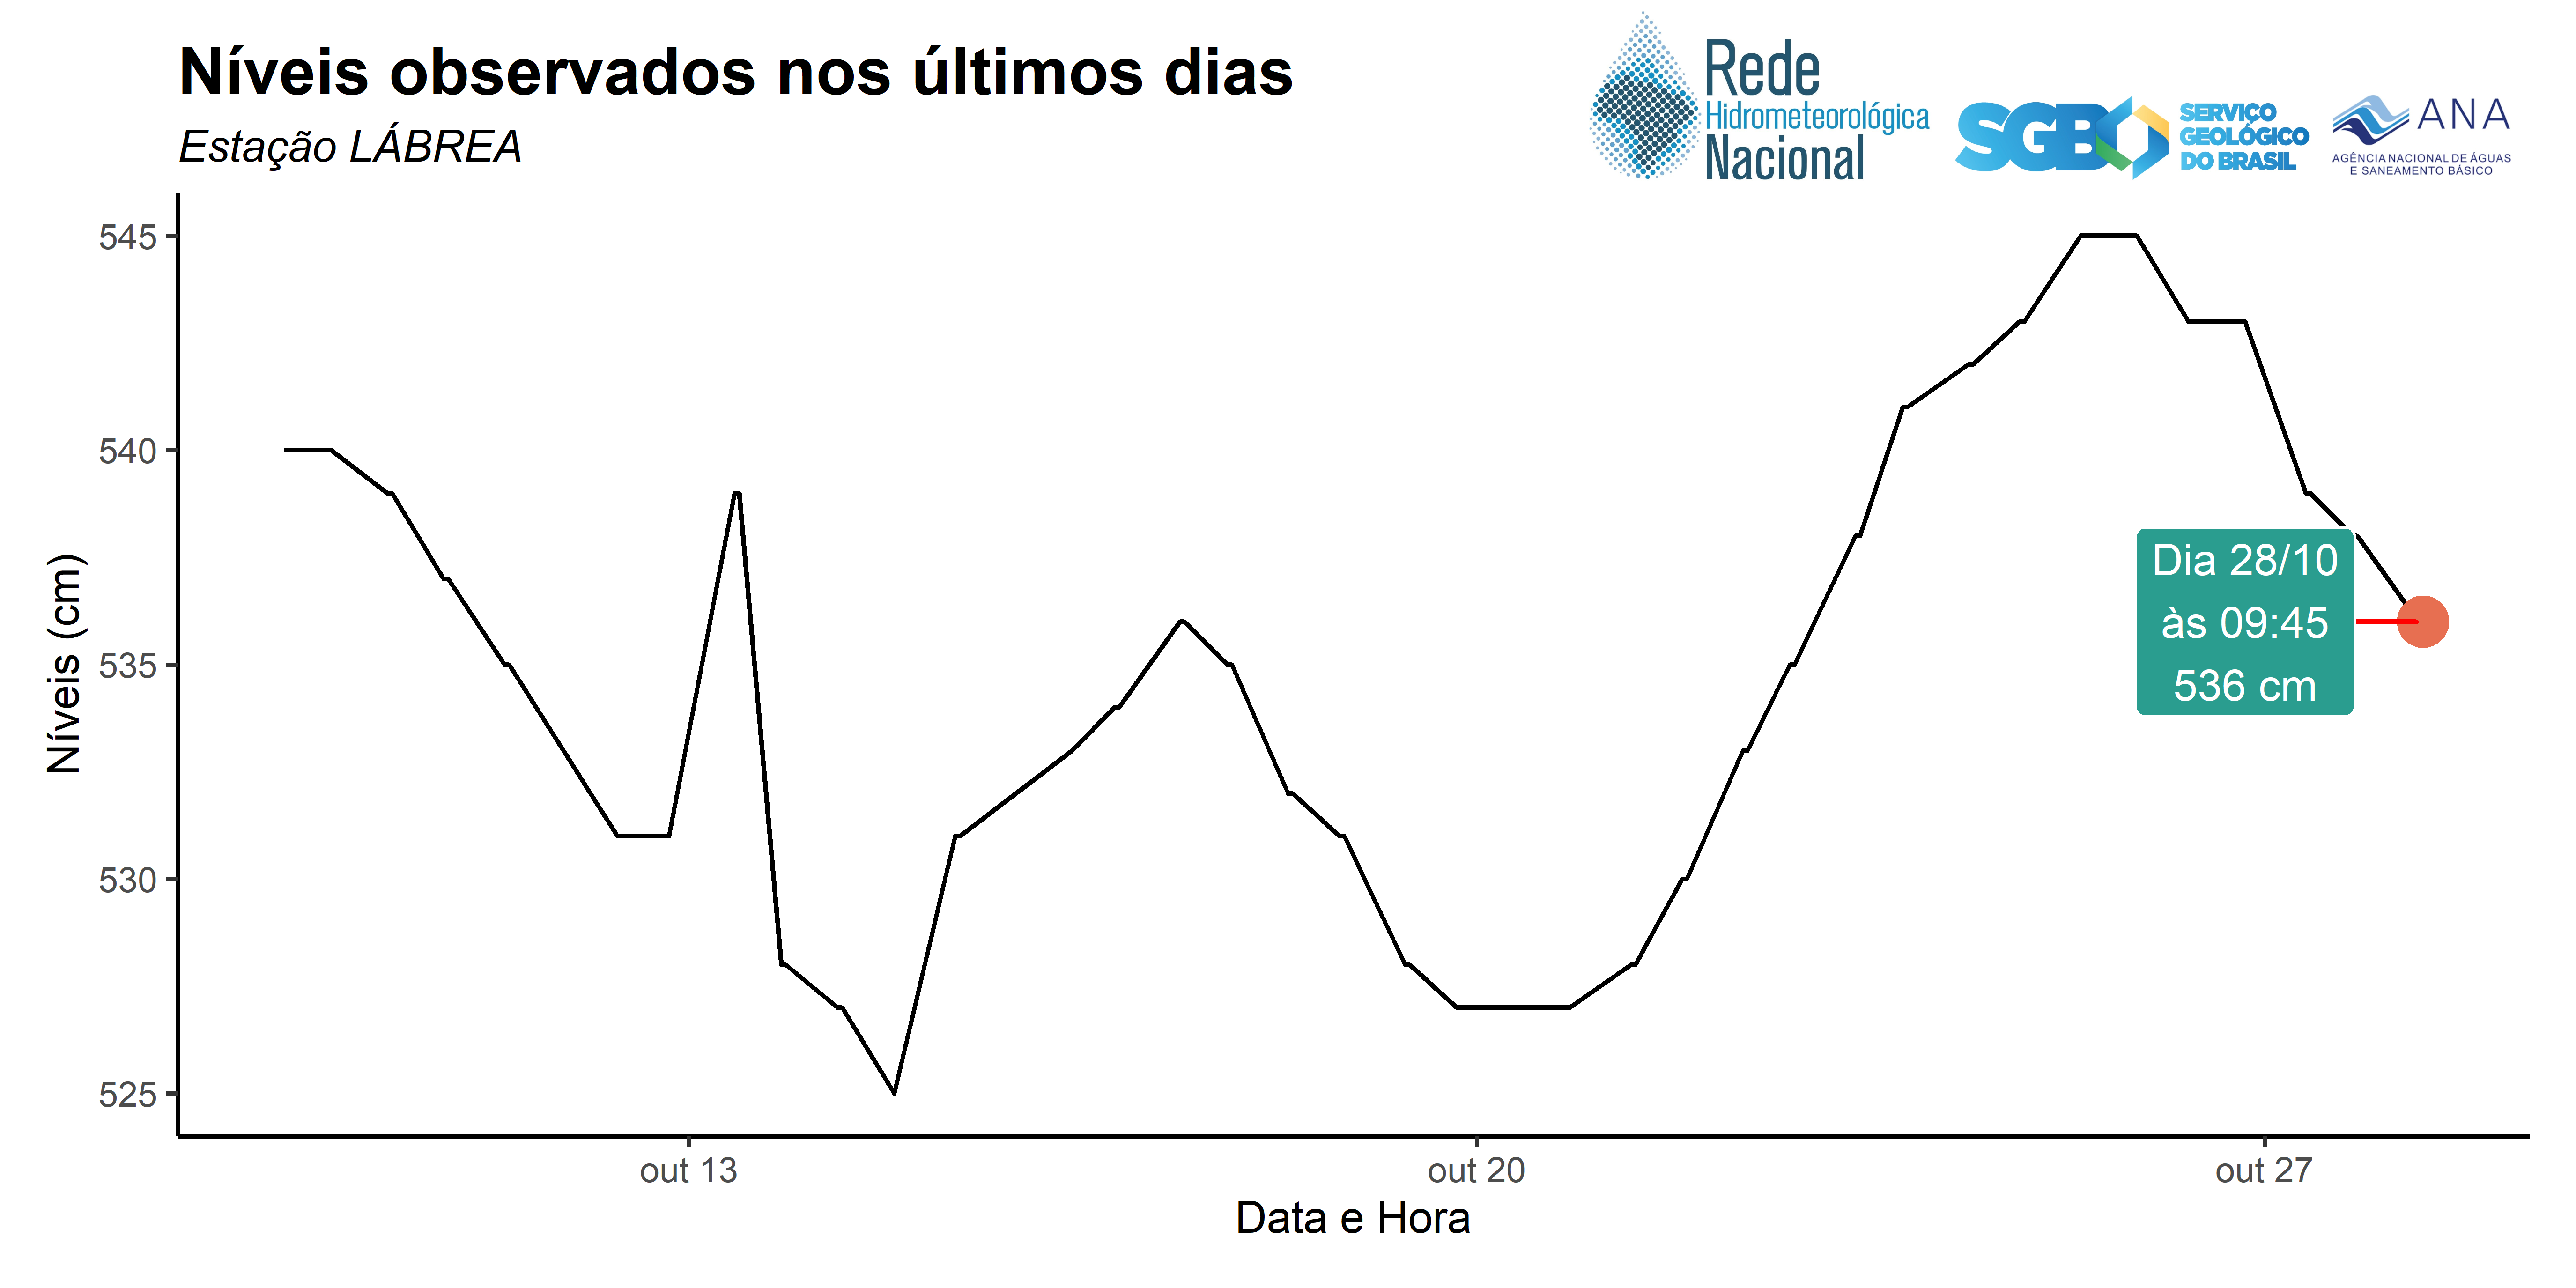 Níveis observados nos últimos dias
Estação LÁBREA
Rede
Hidrometeorológica
Nacional
SGB
SERVIÇO
GEOLÓGICO
DO BRASIL
ANA
AGÊNCIA NACIONAL DE ÁGUAS
E SANEAMENTO BÁSICO
Níveis (cm)
545
540
535
530
525
Dia 28/10
às 09:45
536 cm
out 13
out 20
out 27
Data e Hora